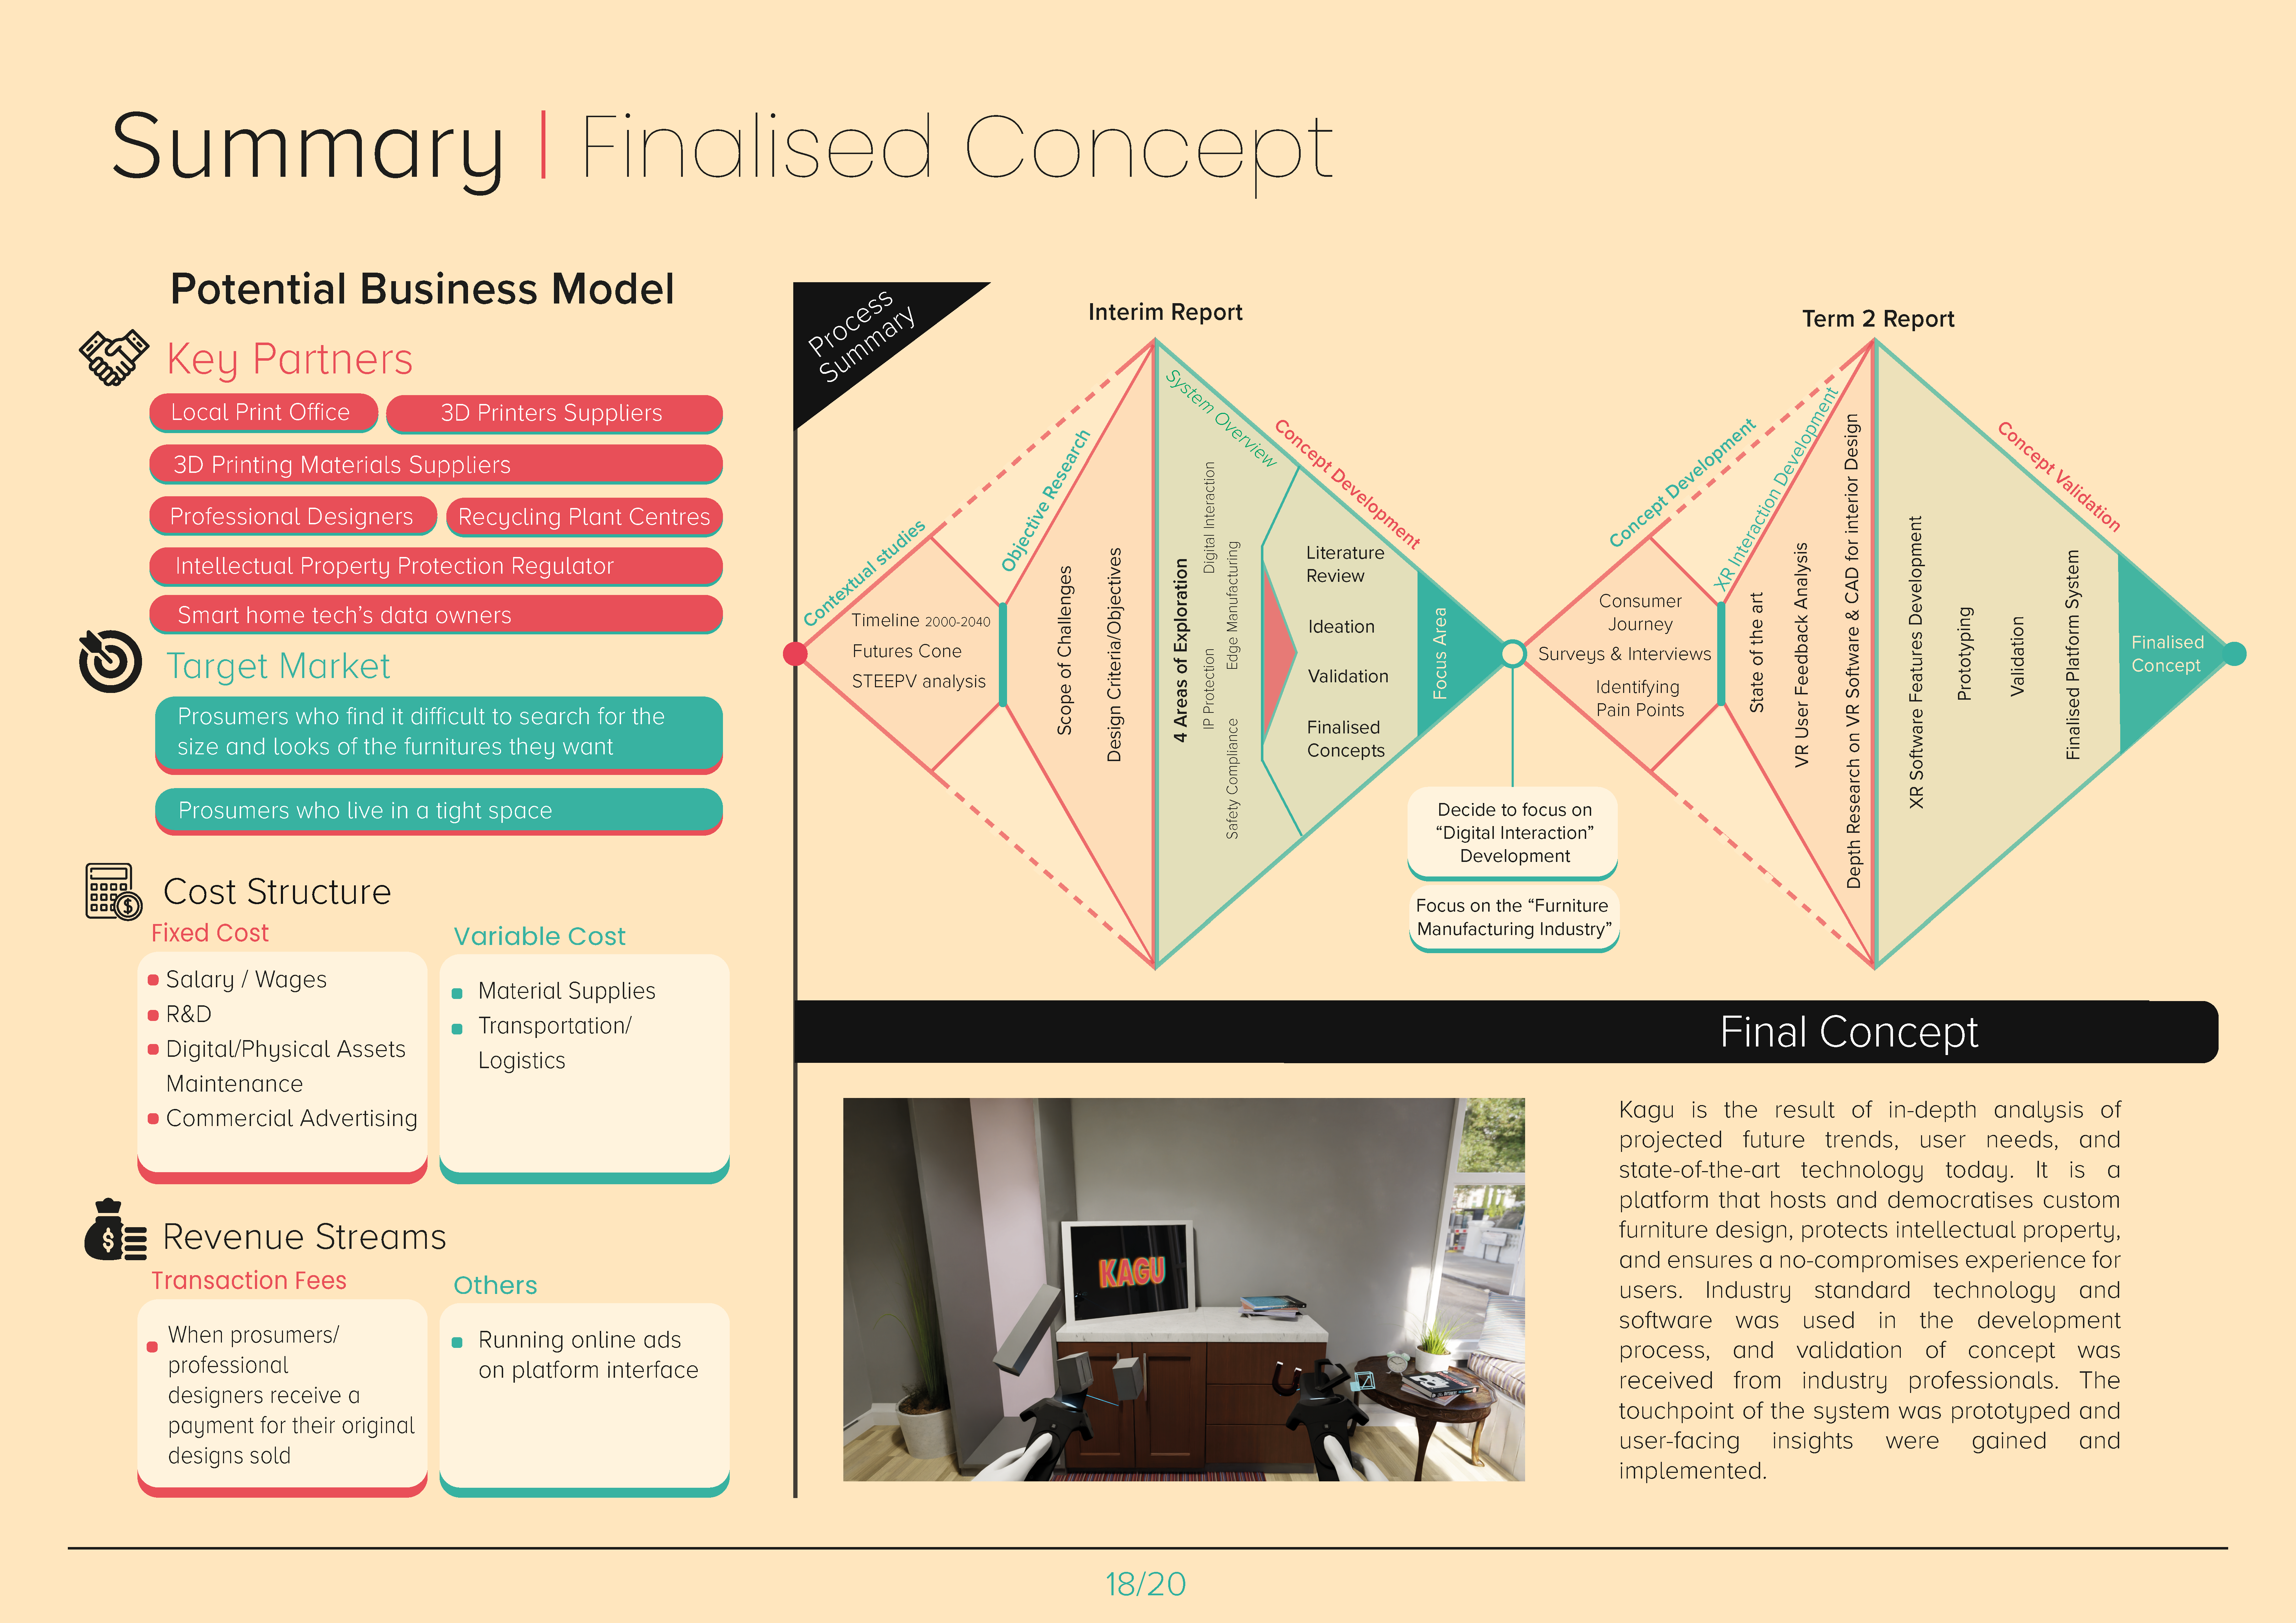 Summary | Finalised Concept
Potential Business Model
Key Partners
Local Print Office
3D Printers Suppliers
3D Printing Materials Suppliers
Professional Designers
Recycling Plant Centres
Intellectual Property Protection Regulator
Smart home tech's data owners
Target Market
Prosumers who find it difficult to search for the
size and looks of the furnitures they want
Prosumers who live in a tight space
Cost Structure
Fixed Cost
Salary / Wages
R&D
Digital/Physical Assets
Maintenance
Commercial Advertising
Variable Cost
Material Supplies
Transportation/
Logistics
Revenue Streams
Transaction Fees
When prosumers/
professional
designers receive a
payment for their original
designs sold
Others
Running online ads
on platform interface
Process
Summary
Interim Report
Contextual studies
Timeline 2000-2040
Futures Cone
STEEPV analysis
Objective Research
Scope of Challenges
Design Criteria/Objectives
System Overview
4 Areas of Exploration
IP Protection
Digital Interaction
Safety Compliance
Edge Manufacturing
Concept Development
Literature
Review
Ideation
Validation
Finalised
Concepts
Focus Area
Decide to focus on
“Digital Interaction”
Development
Focus on the “Furniture
Manufacturing Industry”
Term 2 Report
Concept Development
Consumer
Journey
Surveys & Interviews
Identifying
Pain Points
XR Interaction Development
State of the art
VR User Feedback Analysis
Depth Research on VR Software & CAD for interior Design
Concept Validation
XR Software Features Development
Prototyping
Validation
Finalised Platform System
Finalised
Concept
Final Concept
KAGU
Kagu is the result of in-depth analysis of
projected future trends, user needs, and
state-of-the-art technology today. It is a
platform that hosts and democratises custom
furniture design, protects intellectual property,
and ensures a no-compromises experience for
users. Industry standard technology and
software was used in the development
process, and validation of concept was
received from industry professionals. The
touchpoint of the system was prototyped and
user-facing insights were gained and
implemented.
18/20